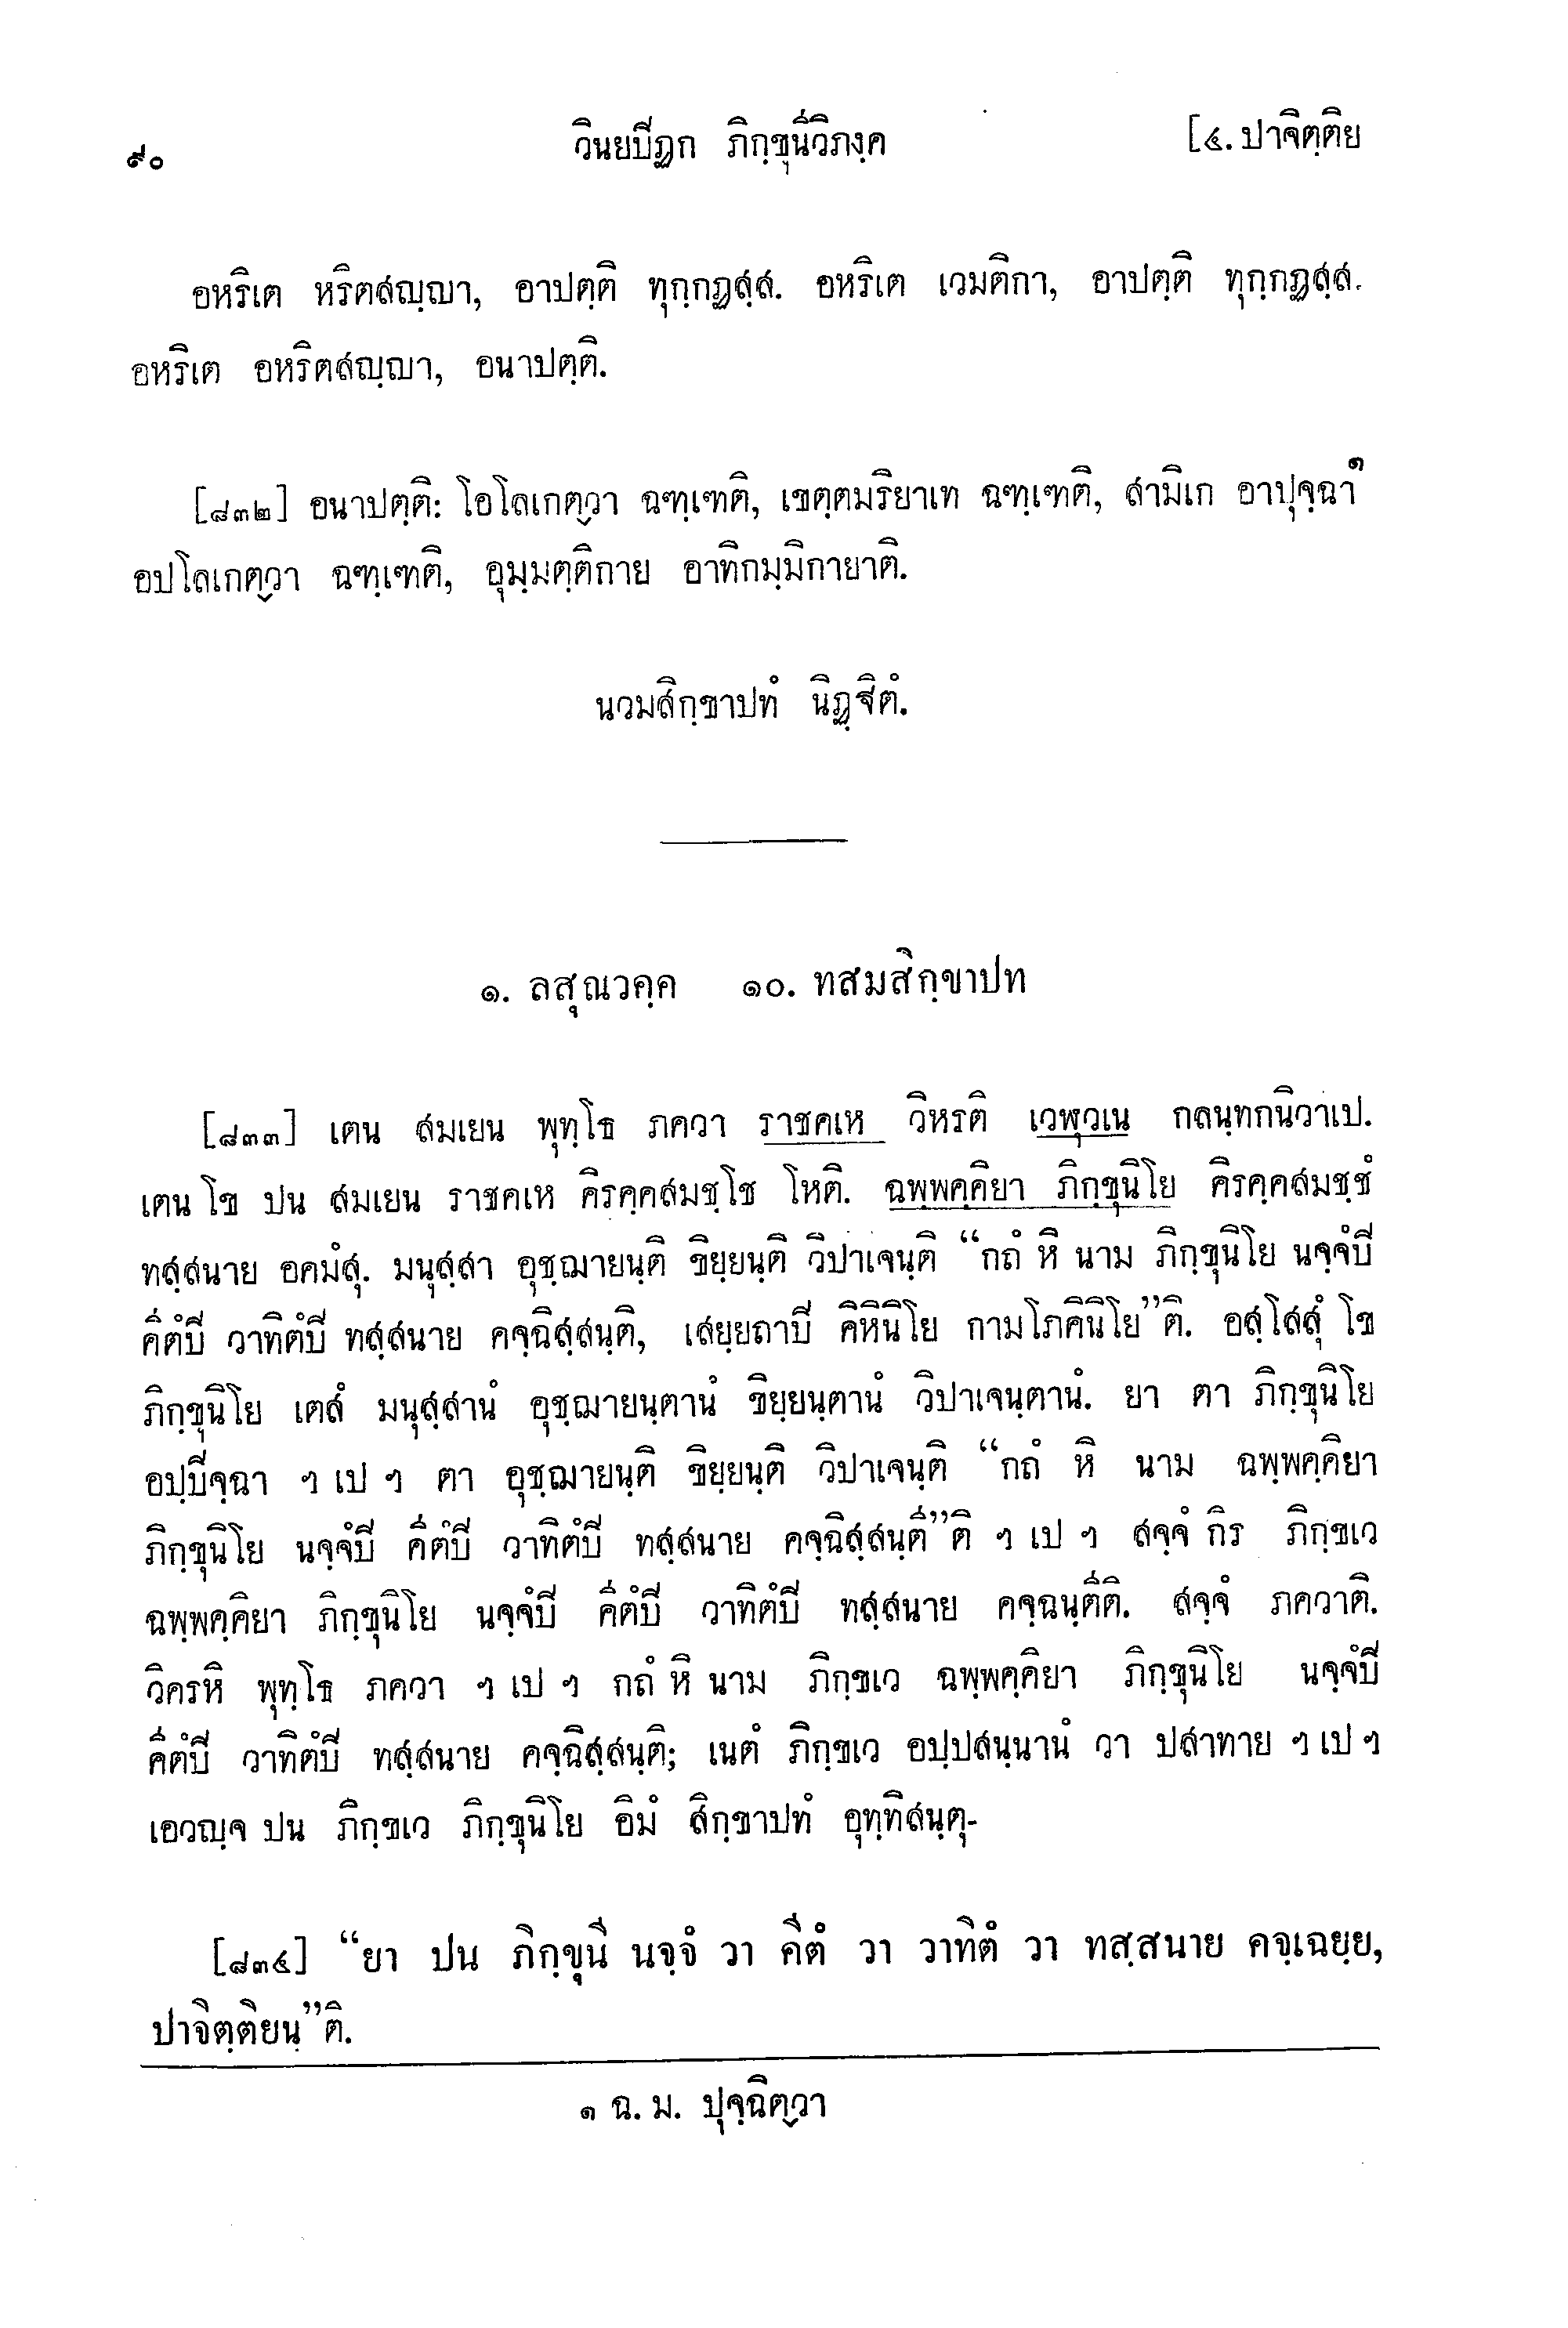 ๙๐ วินยปิฏก ภิกฺขุนีวิภงฺค [๔. ปาจิตฺติย
อหริเต หริตสญฺญา, อาปตฺติ ทุกฺกฏสฺส. อหริเต เวมติกา, อาปตฺติ ทุกฺกฏสฺส.
อหริเต อหริตสญฺญา, อนาปตฺติ.
[๘๓๒] อนาปตฺติ: โอโลเกตฺวา ฉฑฺเฑติ, เขตฺตมริยาเท ฉฑฺเฑติ, สามิเก อาปุจฺฉา๑
อปโลเกตฺวา ฉฑฺเฑติ, อุมฺมตฺติกาย อาทิกมฺมิกายาติ.
นวมสิกฺขาปทํ นิฏฺฐิตํ.
๑. ลสุณวคฺค ๑๐. ทสมสิกฺขาปท
[๘๓๓] เตน สมเยน พุทฺโธ ภควา ราชคเห วิหรติ เวฬุวเน กลนฺทกนิวาเป.
เตน โข ปน สมเยน ราชคเห คิรคฺคสมชฺโช โหติ. ฉพฺพคฺคิยา ภิกฺขุนิโย คิรคฺคสมชฺชํ
ทสฺสนาย อคมํสุ. มนุสฺสา อุชฺฌายนฺติ ขิยฺยนฺติ วิปาเจนฺติ “กถํ หิ นาม ภิกฺขุนิโย นจฺจํปิ
คีตํปิ วาทิตํปิ ทสฺสนาย คจฺฉิสฺสนฺติ, เสยฺยถาปิ คิหินิโย กามโภคินิโย”ติ. อสฺโสสุํ โข
ภิกฺขุนิโย เตสํ มนุสฺสานํ อุชฺฌายนฺตานํ ขิยฺยนฺตานํ วิปาเจนฺตานํ. ยา ตา ภิกฺขุนิโย
อปฺปิจฺฉา ฯ เป ฯ ตา อุชฺฌายนฺติ ขิยฺยนฺติ วิปาเจนฺติ “กถํ หิ นาม ฉพฺพคฺคิยา
ภิกฺขุนิโย นจฺจํปิ คีตํปิ วาทิตํปิ ทสฺสนาย คจฺฉิสฺสนฺตี”ติ ฯ เป ฯ สจฺจํ กิร ภิกฺขเว
ฉพฺพคฺคิยา ภิกฺขุนิโย นจฺจํปิ คีตํปิ วาทิตํปิ ทสฺสนาย คจฺฉนฺตีติ. สจฺจํ ภควาติ.
วิครหิ พุทฺโธ ภควา ฯ เป ฯ กถํ หิ นาม ภิกฺขเว ฉพฺพคฺคิยา ภิกฺขุนิโย นจฺจํปิ
คีตํปิ วาทิตํปิ ทสฺสนาย คจฺฉิสฺสนฺติ; เนตํ ภิกฺขเว อปฺปสนฺนานํ วา ปสาทาย ฯ เป ฯ
เอวญฺจ ปน ภิกฺขเว ภิกฺขุนิโย อิมํ สิกฺขาปทํ อุทฺทิสนฺตุ-
[๘๓๔] “ยา ปน ภิกฺขุนี นจฺจํ วา คีตํ วา วาทิตํ วา ทสฺสนาย คจฺเฉยฺย,
ปาจิตฺติยนฺ”ติ.
๑ ฉ. ม. ปุจฺฉิตฺวา